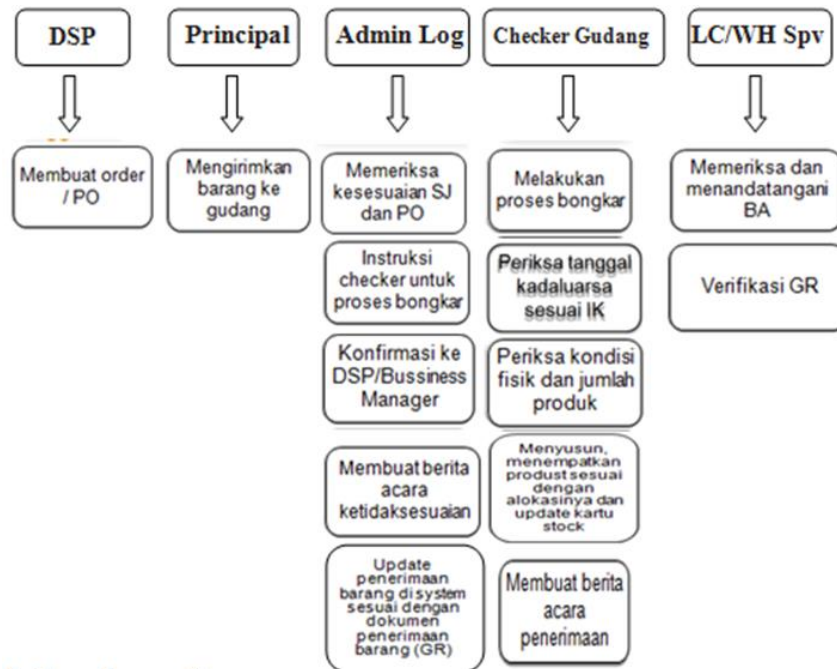 DSP
Principal
Admin Log
Checker Gudang
LC/WH Spv
Membuat order
/ PO
Mengirimkan
barang ke
gudang
Memeriksa
kesesuaian SJ
dan PO
Instruksi
checker untuk
proses bongkar
Konfirmasi ke
DSP/Bussiness
Manager
Membuat berita
acara
ketidaksesuaian
Update
penerimaan
barang di system
sesuai dengan
dokumen
penerimaan
barang (GR)
Melakukan
proses bongkar
Periksa tanggal
kadaluarsa
sesuai IK
Periksa kondisi
fisik dan jumlah
produk
Menyusun,
menempatkan
produst sesuai
dengan
alokasinya dan
update kartu
stock
Membuat berita
acara
penerimaan
Memeriksa dan
menandatangani
BA
Verifikasi GR